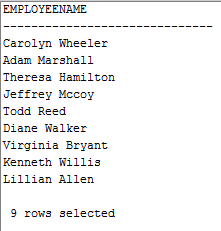 EMPLOYEENAME
------------------------------
Carolyn Wheeler
Adam Marshall
Theresa Hamilton
Jeffrey Mccoy
Todd Reed
Diane Walker
Virginia Bryant
Kenneth Willis
Lillian Allen
9 rows selected